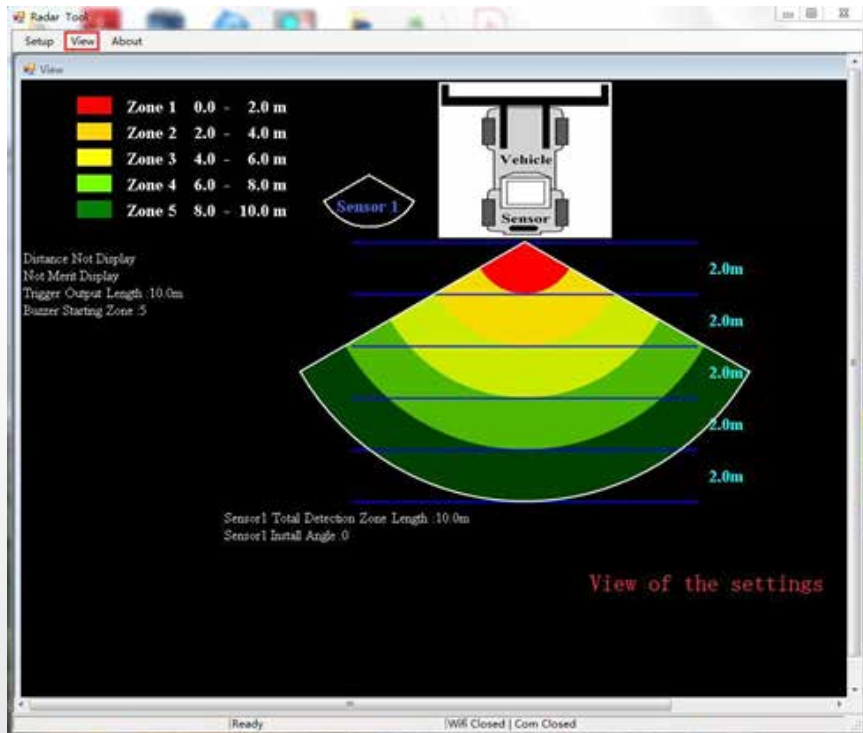 Radar Tool
Setup View About
View
Zone 1 0.0 - 2.0 m
Zone 2 2.0 - 4.0 m
Zone 3 4.0 - 6.0 m
Zone 4 6.0 - 8.0 m
Zone 5 8.0 - 10.0 m
Sensor 1
Vehicle
Sensor
Distance Not Display
Not Merit Display
Trigger Output Length :10.0m
Buzzer Starting Zone :5
2.0m
2.0m
2.0m
2.0m
2.0m
Sensor1 Total Detection Zone Length :10.0m
Sensor1 Install Angle :0
View of the settings
Ready Wifi Closed | Com Closed